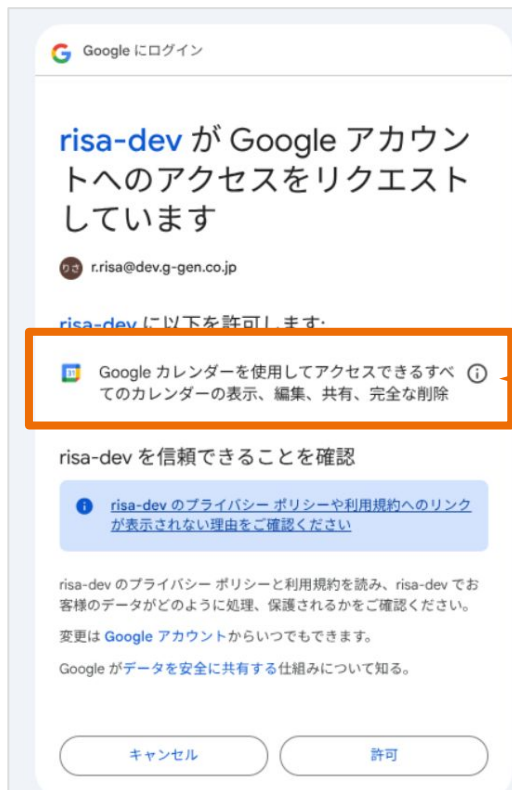 Google にログイン
risa-dev が Google アカウン
トへのアクセスをリクエスト
しています
りさ r.risa@dev.g-gen.co.jp
risa-dev に以下を許可します:
31 Google カレンダーを使用してアクセスできるすべ
てのカレンダーの表示、編集、共有、完全な削除
risa-dev を信頼できることを確認
risa-dev のプライバシー ポリシーや利用規約へのリンク
が表示されない理由をご確認ください
risa-dev のプライバシー ポリシーと利用規約を読み、risa-dev でお
客様のデータがどのように処理、保護されるかをご確認ください。
変更は Google アカウントからいつでもできます。
Google がデータを安全に共有する仕組みについて知る。
キャンセル 許可